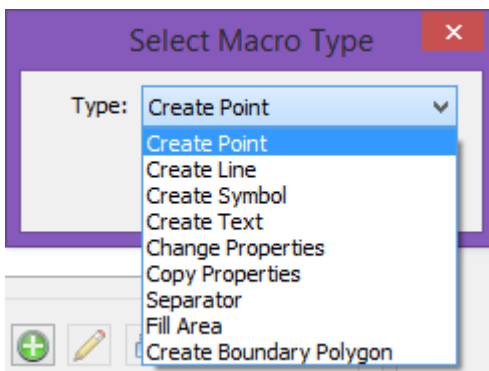 Select Macro Type
Type: Create Point
Create Point
Create Line
Create Symbol
Create Text
Change Properties
Copy Properties
Separator
Fill Area
Create Boundary Polygon